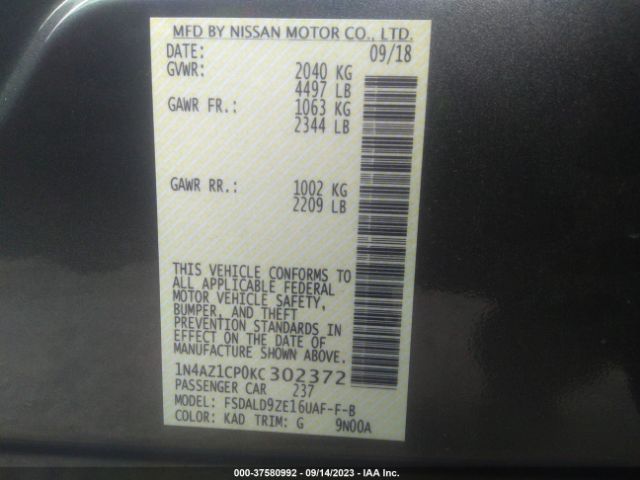 MFD BY NISSAN MOTOR CO., LTD.
DATE: 09/18
GVWR: 2040 KG
4497 LB
GAWR FR.: 1063 KG
2344 LB
GAWR RR.: 1002 KG
2209 LB
THIS VEHICLE CONFORMS TO
ALL APPLICABLE FEDERAL
MOTOR VEHICLE SAFETY,
BUMPER, AND THEFT
PREVENTION STANDARDS IN
EFFECT ON THE DATE OF
MANUFACTURE SHOWN ABOVE.
1N4AZ1CP0KC302372
PASSENGER CAR 237
MODEL: FSDALD9ZE16UAF-F-B
COLOR: KAD TRIM: G 9N00A
000-37580992 - 09/14/2023 - IAA Inc.